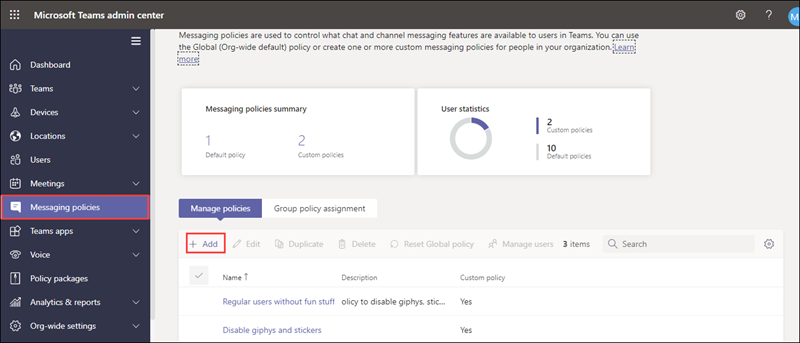 Microsoft Teams admin center
?
M
Messaging policies are used to control what chat and channel messaging features are available to users in Teams. You can use
the Global (Org-wide default) policy or create one or more custom messaging policies for people in your organization. Learn
more
Dashboard
Teams
Devices
Locations
Users
Meetings
Messaging policies
Teams apps
Voice
Policy packages
Analytics & reports
Org-wide settings
Messaging policies summary
1
Default policy
2
Custom policies
User statistics
2
Custom policies
10
Default policies
Manage policies
Group policy assignment
+ Add
Edit
Duplicate
Delete
Reset Global policy
Manage users
3 items
Search
Name ↑
Description
Custom policy
Regular users without fun stuff
olicy to disable giphys, stic...
Yes
Disable giphys and stickers
Yes